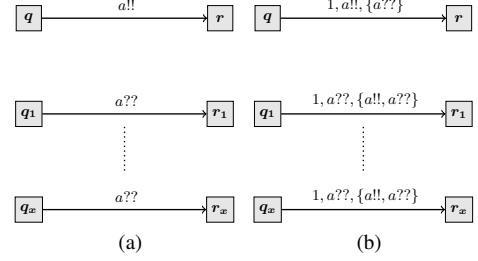 a!! 1, a!!, {a??}
q r q r
a?? 1, a??, {a!!, a??}
q₁ r₁ q₁ r₁
a?? 1, a??, {a!!, a??}
qₓ rₓ qₓ rₓ
(a) (b)